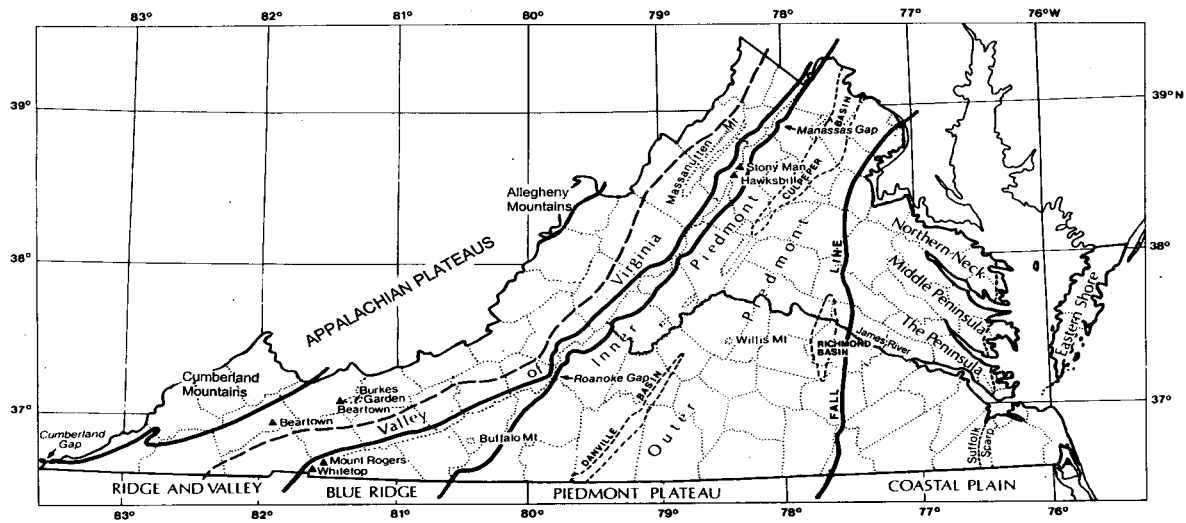 83° 82° 81° 80° 79° 78° 77° 76°W
39° 39°N
38° 38°
37° 37°
Manassas Gap
BASIN
CULPEPER
Massanutten Mt
Stony Man
Hawksbill
Allegheny
Mountains
APPALACHIAN PLATEAUS
Valley of Virginia
Inner Piedmont
Outer Piedmont
FALL LINE
Northern Neck
Middle Peninsula
The Peninsula
Eastern Shore
James River
Willis Mt
RICHMOND
BASIN
Cumberland
Mountains
Burkes
Garden
Beartown
Beartown
Roanoke Gap
DANVILLE BASIN
Buffalo Mt
Cumberland
Gap
Mount Rogers
Whitetop
Suffolk
Scarp
RIDGE AND VALLEY BLUE RIDGE PIEDMONT PLATEAU COASTAL PLAIN
83° 82° 81° 80° 79° 78° 77° 76°